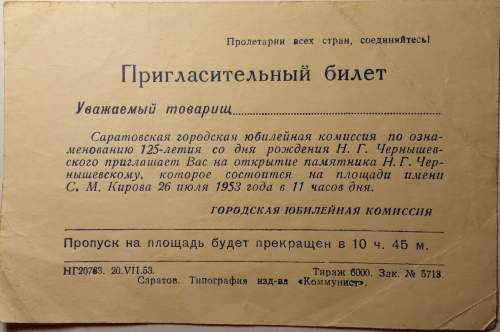 Пролетарии всех стран, соединяйтесь!
Пригласительный билет
Уважаемый товарищ
Саратовская городская юбилейная комиссия по озна-
менованию 125-летия со дня рождения Н. Г. Чернышев-
ского приглашает Вас на открытие памятника Н. Г. Чер-
нышевскому, которое состоится на площади имени
С. М. Кирова 26 июля 1953 года в 11 часов дня.
ГОРОДСКАЯ ЮБИЛЕЙНАЯ КОМИССИЯ
Пропуск на площадь будет прекращен в 10 ч. 45 м.
НГ20783. 20.VII.53. Тираж 6000. Зак. № 5718.
Саратов. Типография изд-ва «Коммунист».